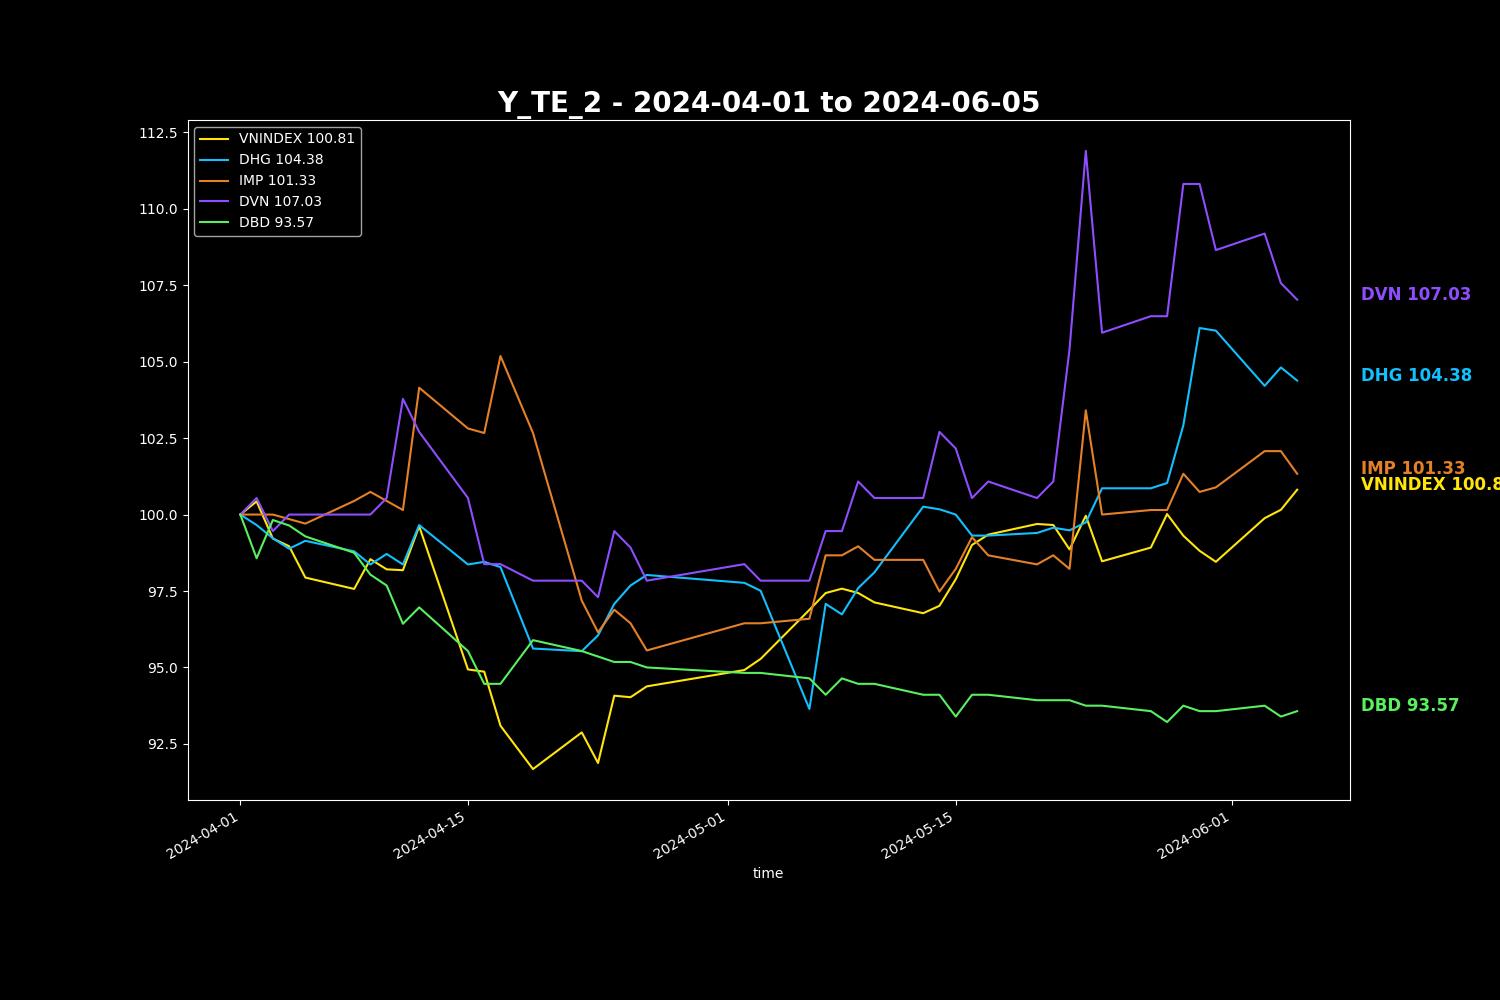 Y_TE_2 - 2024-04-01 to 2024-06-05
112.5
110.0
107.5
105.0
102.5
100.0
97.5
95.0
92.5
VNINDEX 100.81
DHG 104.38
IMP 101.33
DVN 107.03
DBD 93.57
DVN 107.03
DHG 104.38
IMP 101.33
VNINDEX 100.8
DBD 93.57
2024-04-01
2024-04-15
2024-05-01
2024-05-15
2024-06-01
time